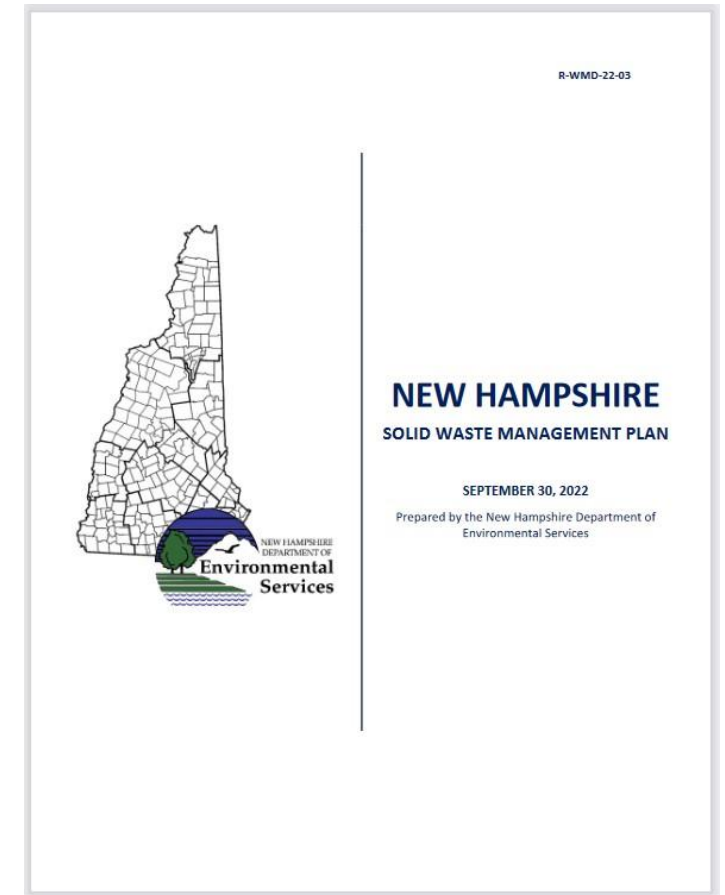 R-WMD-22-03
NEW HAMPSHIRE
SOLID WASTE MANAGEMENT PLAN
SEPTEMBER 30, 2022
Prepared by the New Hampshire Department of
Environmental Services
NEW HAMPSHIRE
DEPARTMENT OF
Environmental
Services